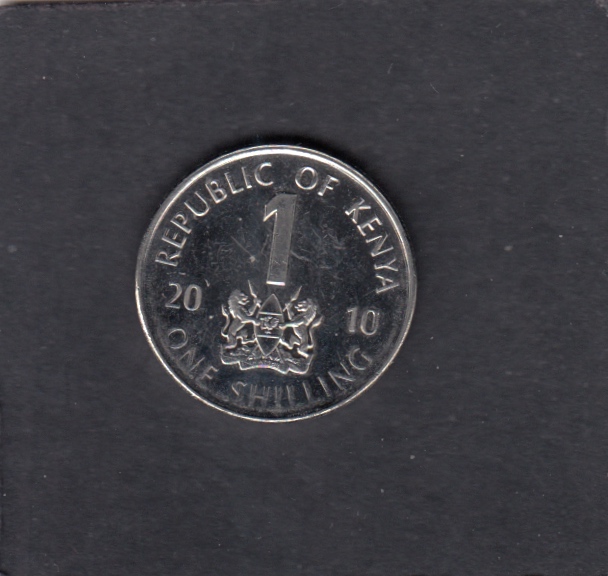 REPUBLIC OF KENYA
1
20 10
ONE SHILLING